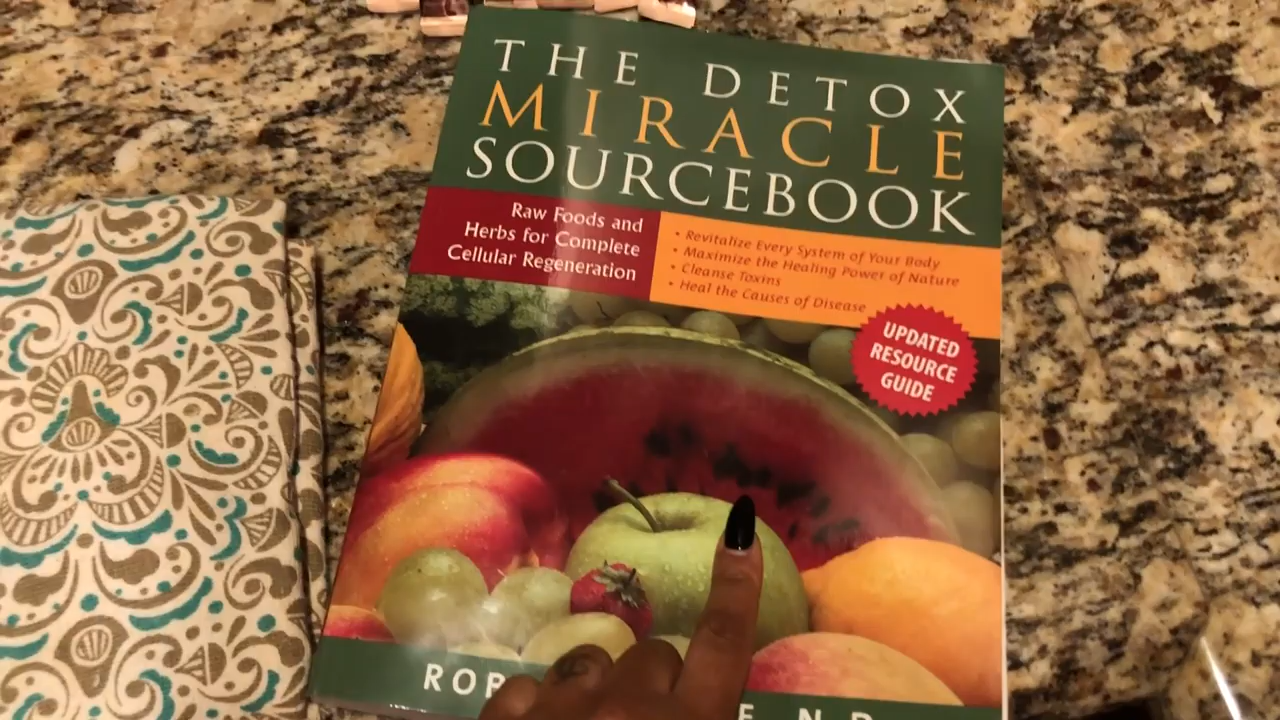 THE DETOX
MIRACLE
SOURCEBOOK
Raw Foods and
Herbs for Complete
Cellular Regeneration
• Revitalize Every System of Your Body
• Maximize the Healing Power of Nature
• Cleanse Toxins
• Heal the Causes of Disease
UPDATED
RESOURCE
GUIDE